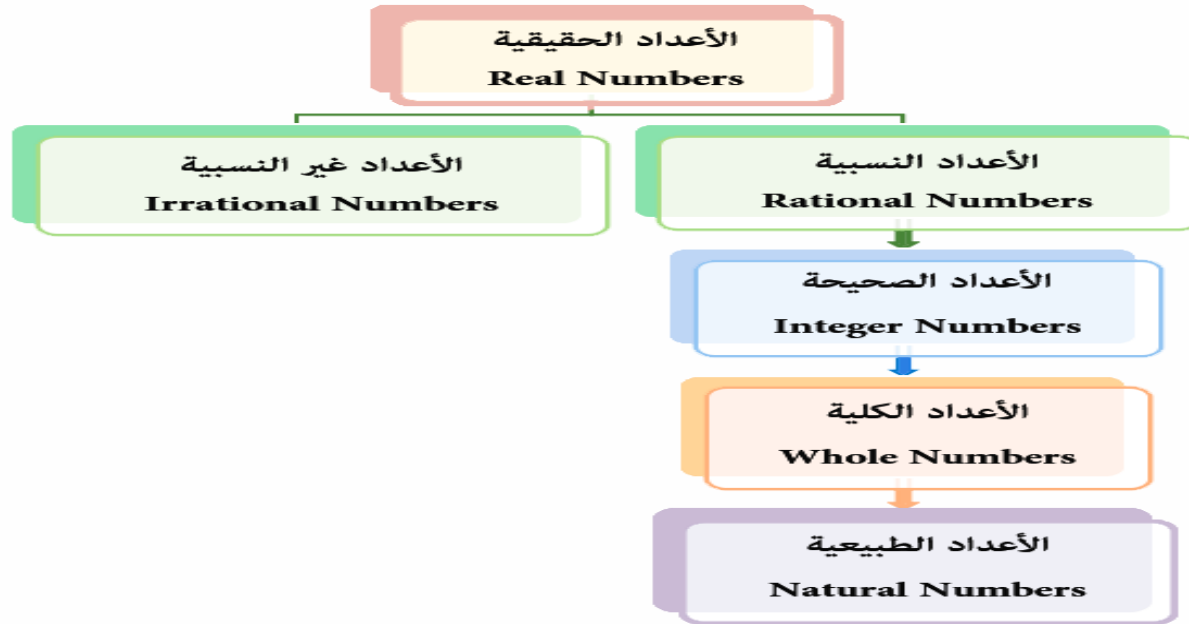 الأعداد الحقيقية
Real Numbers
الأعداد غير النسبية
Irrational Numbers
الأعداد النسبية
Rational Numbers
الأعداد الصحيحة
Integer Numbers
الأعداد الكلية
Whole Numbers
الأعداد الطبيعية
Natural Numbers